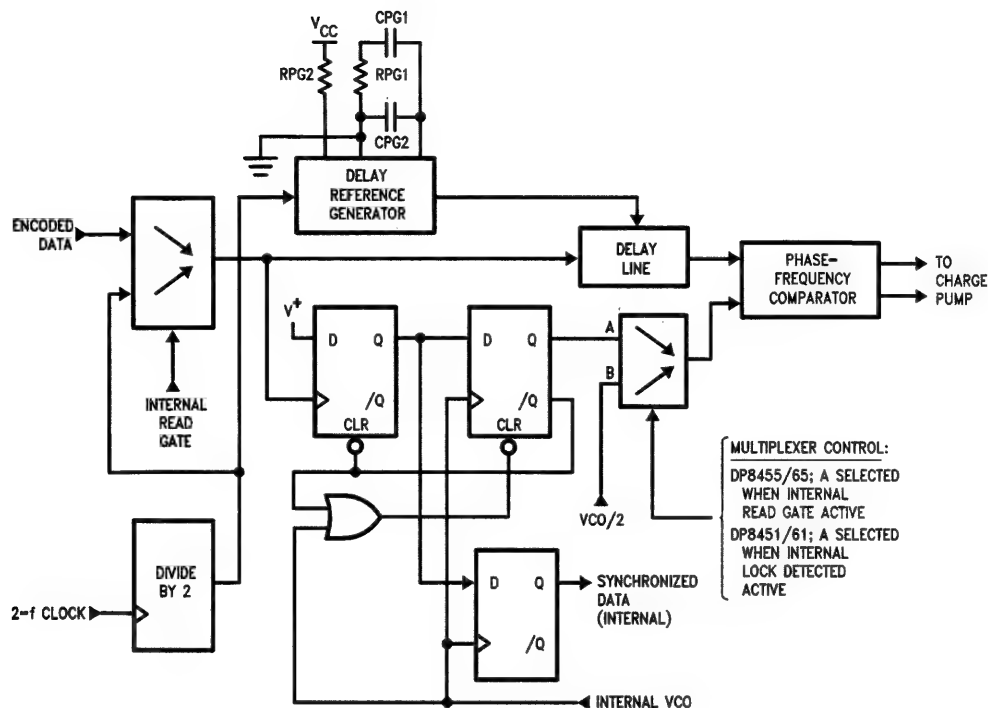 VCC
CPG1
RPG2
RPG1
CPG2
DELAY
REFERENCE
GENERATOR
ENCODED
DATA
DELAY
LINE
PHASE–
FREQUENCY
COMPARATOR
TO
CHARGE
PUMP
INTERNAL
READ
GATE
V+
D Q
/Q
CLR
D Q
/Q
CLR
A
B
VCO/2
MULTIPLEXER CONTROL:
DP8455/65; A SELECTED
WHEN INTERNAL
READ GATE ACTIVE
DP8451/61; A SELECTED
WHEN INTERNAL
LOCK DETECTED
ACTIVE
DIVIDE
BY 2
2–f CLOCK
D Q
/Q
SYNCHRONIZED
DATA
(INTERNAL)
INTERNAL VCO